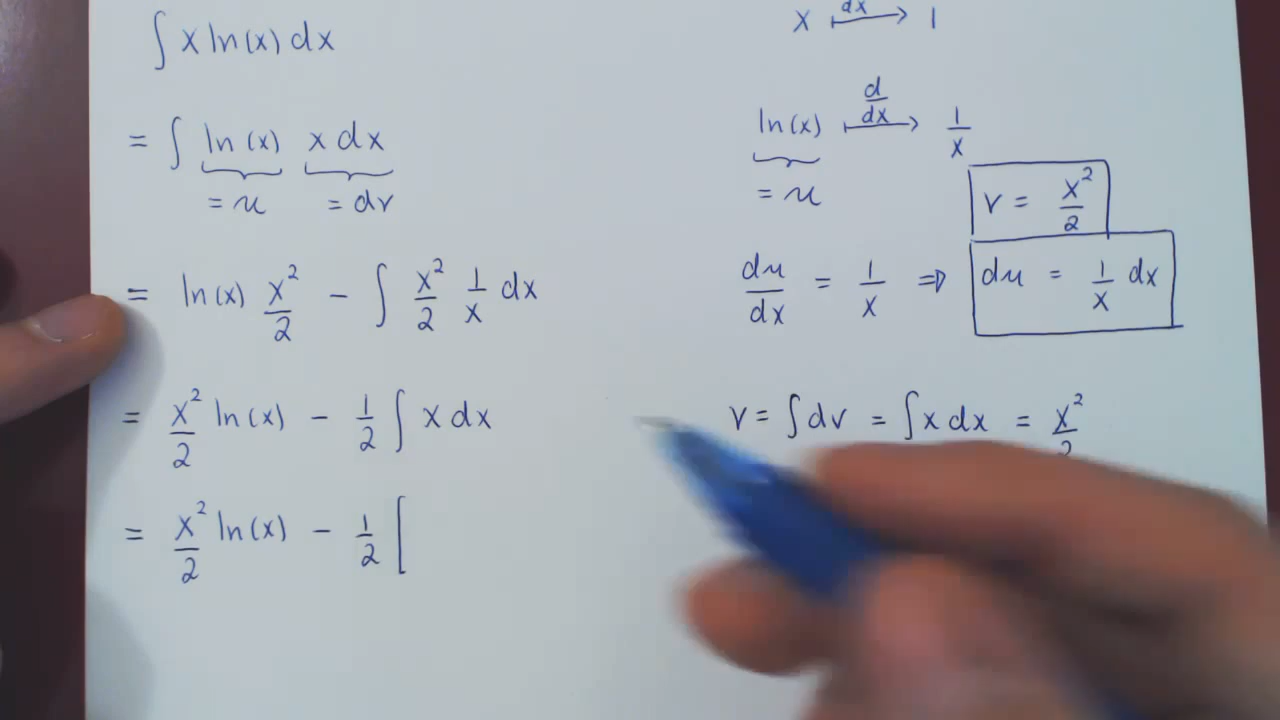 ∫ x ln(x) dx
= ∫ ln(x) x dx
= u = dv
= ln(x) x²/2 - ∫ x²/2 1/x dx
= x²/2 ln(x) - 1/2 ∫ x dx
= x²/2 ln(x) - 1/2 [
x ⟼ dx 1
ln(x) d/dx ⟼ 1/x
= u
v = x²/2
du/dx = 1/x ⇒ du = 1/x dx
v = ∫ dv = ∫ x dx = x²/2